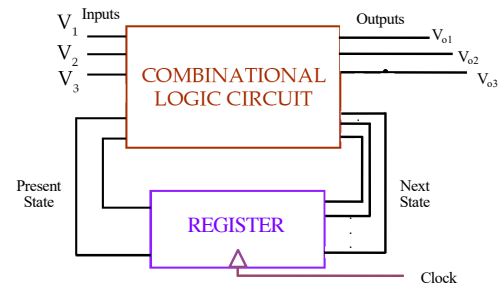 Inputs
Outputs
V1
V2
V3
Vo1
Vo2
Vo3
COMBINATIONAL
LOGIC CIRCUIT
Present
State
Next
State
REGISTER
Clock